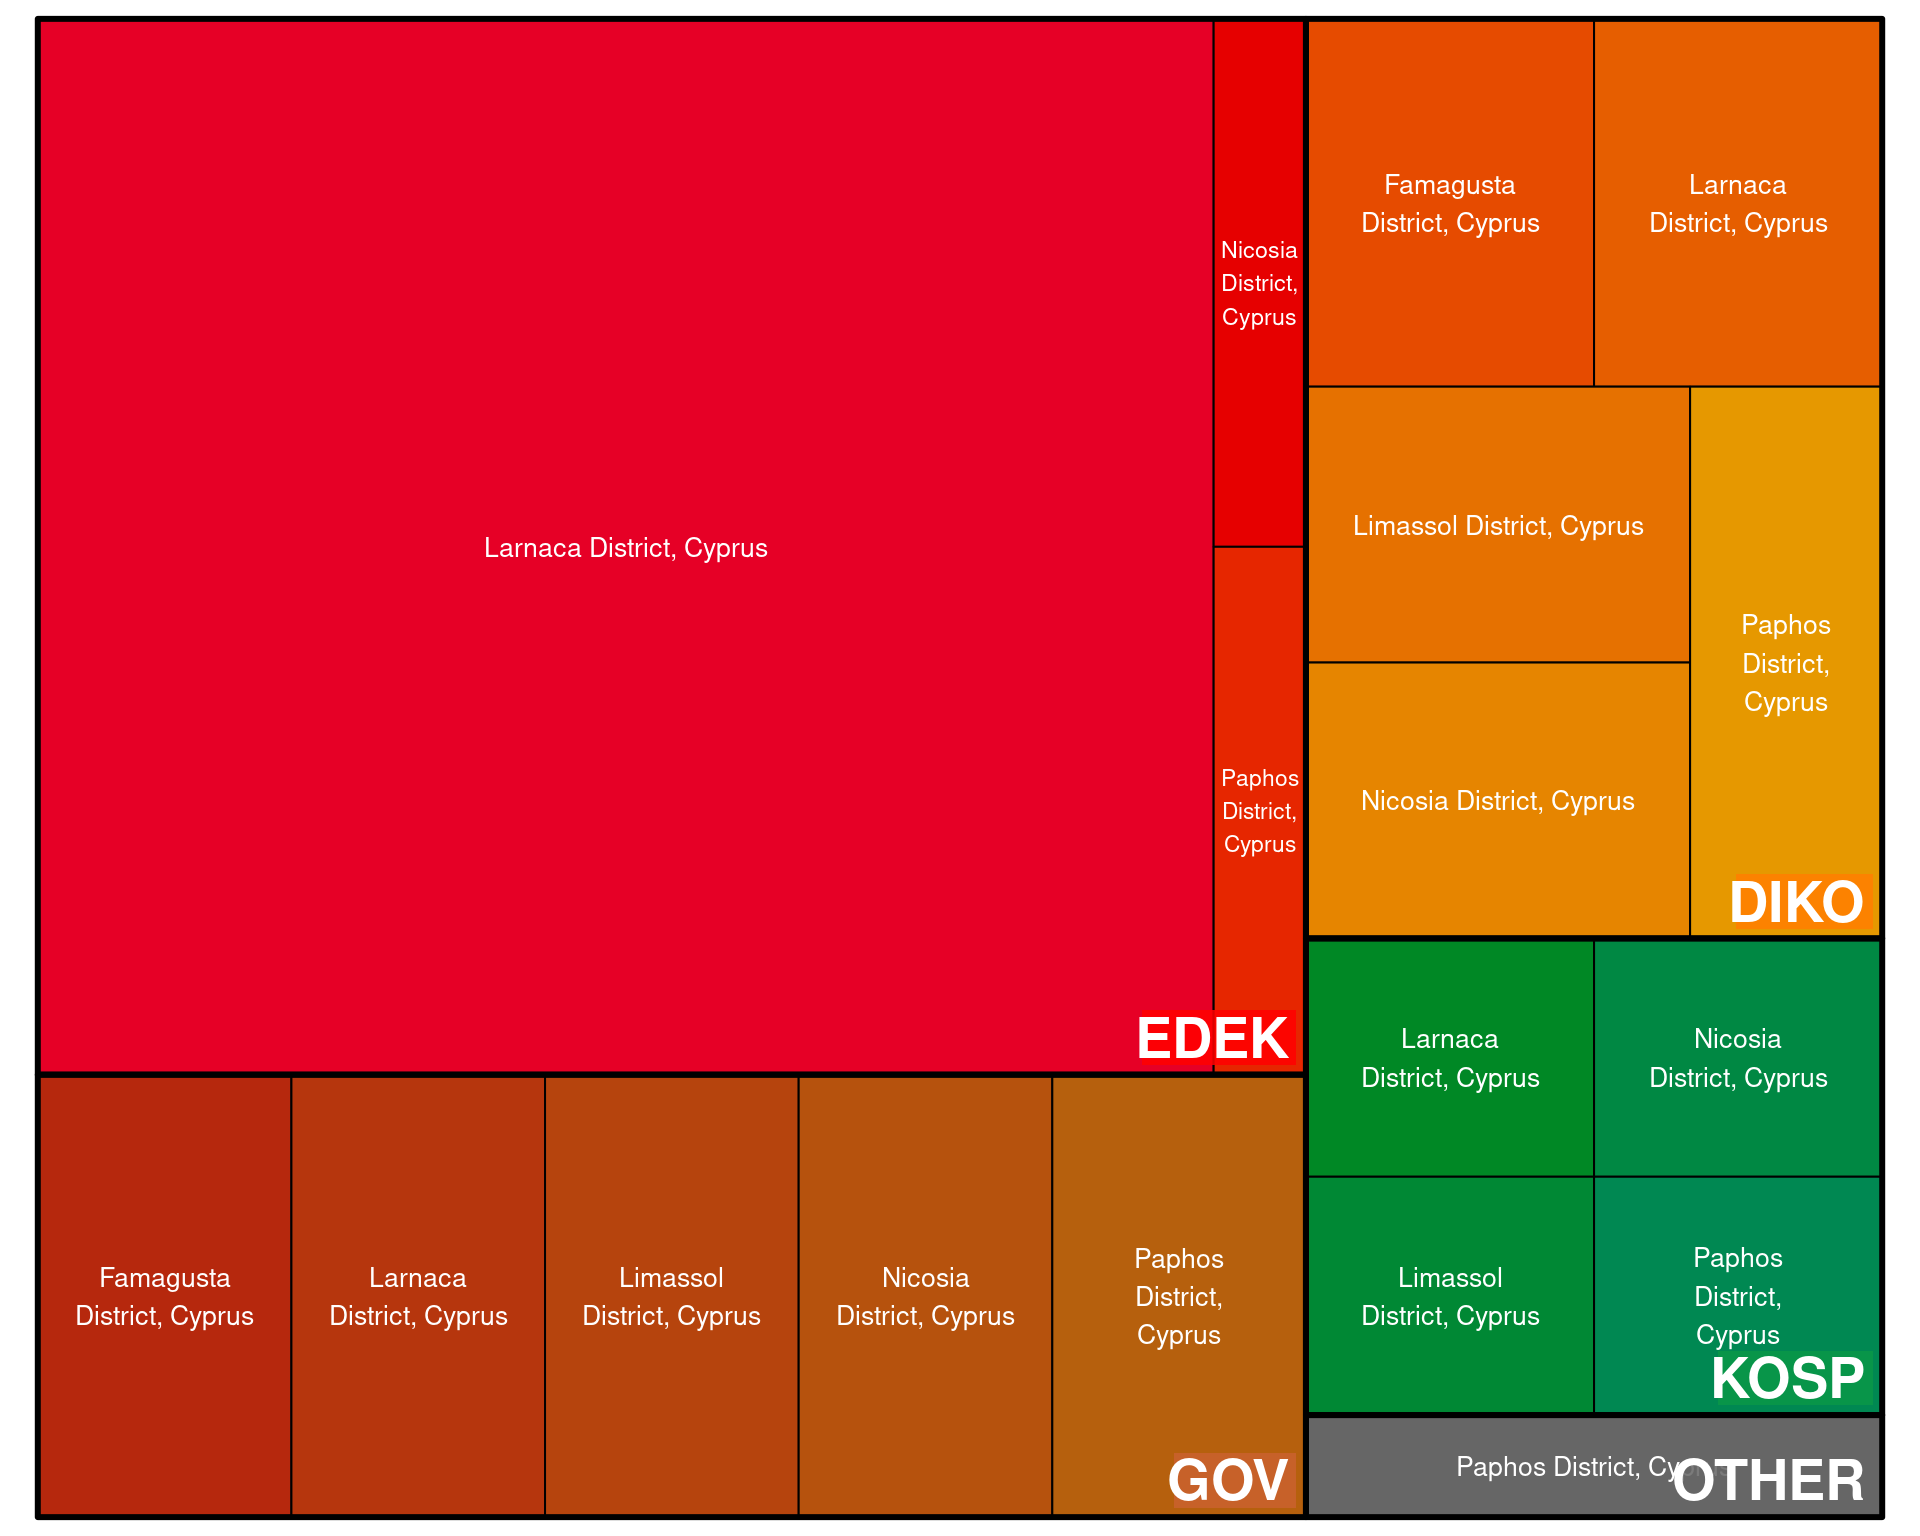 Larnaca District, Cyprus
Nicosia
District,
Cyprus
Paphos
District,
Cyprus
EDEK
Famagusta
District, Cyprus
Larnaca
District, Cyprus
Limassol
District, Cyprus
Nicosia
District, Cyprus
Paphos
District,
Cyprus
GOV
Famagusta
District, Cyprus
Larnaca
District, Cyprus
Limassol District, Cyprus
Nicosia District, Cyprus
Paphos
District,
Cyprus
DIKO
Larnaca
District, Cyprus
Nicosia
District, Cyprus
Limassol
District, Cyprus
Paphos
District,
Cyprus
KOSP
Paphos District, Cyprus
OTHER